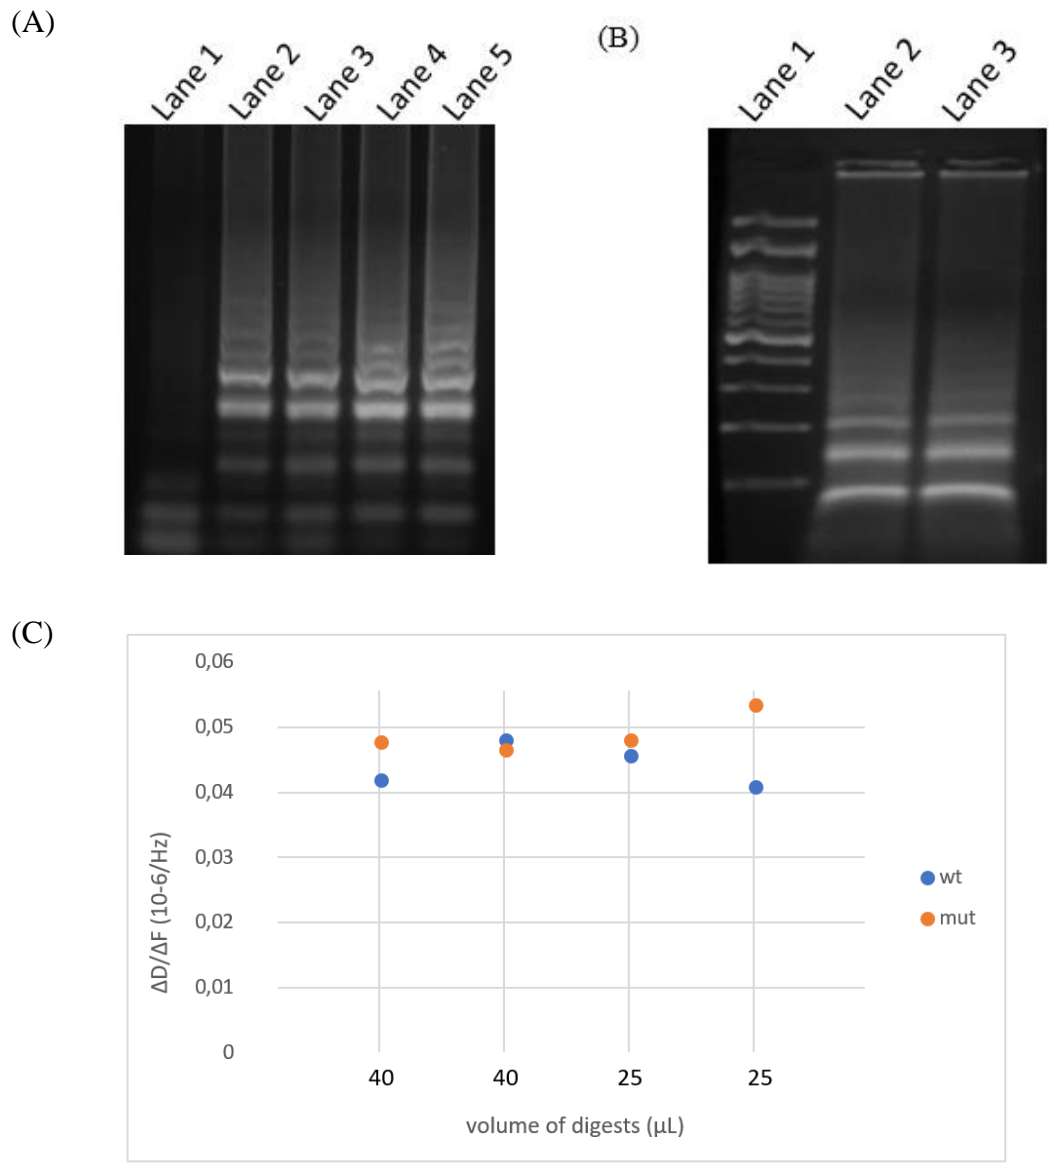 (A)
Lane 1
Lane 2
Lane 3
Lane 4
Lane 5
(B)
Lane 1
Lane 2
Lane 3
(C)
0,06
0,05
0,04
0,03
0,02
0,01
0
ΔD/ΔF (10-6/Hz)
40
40
25
25
volume of digests (µL)
wt
mut